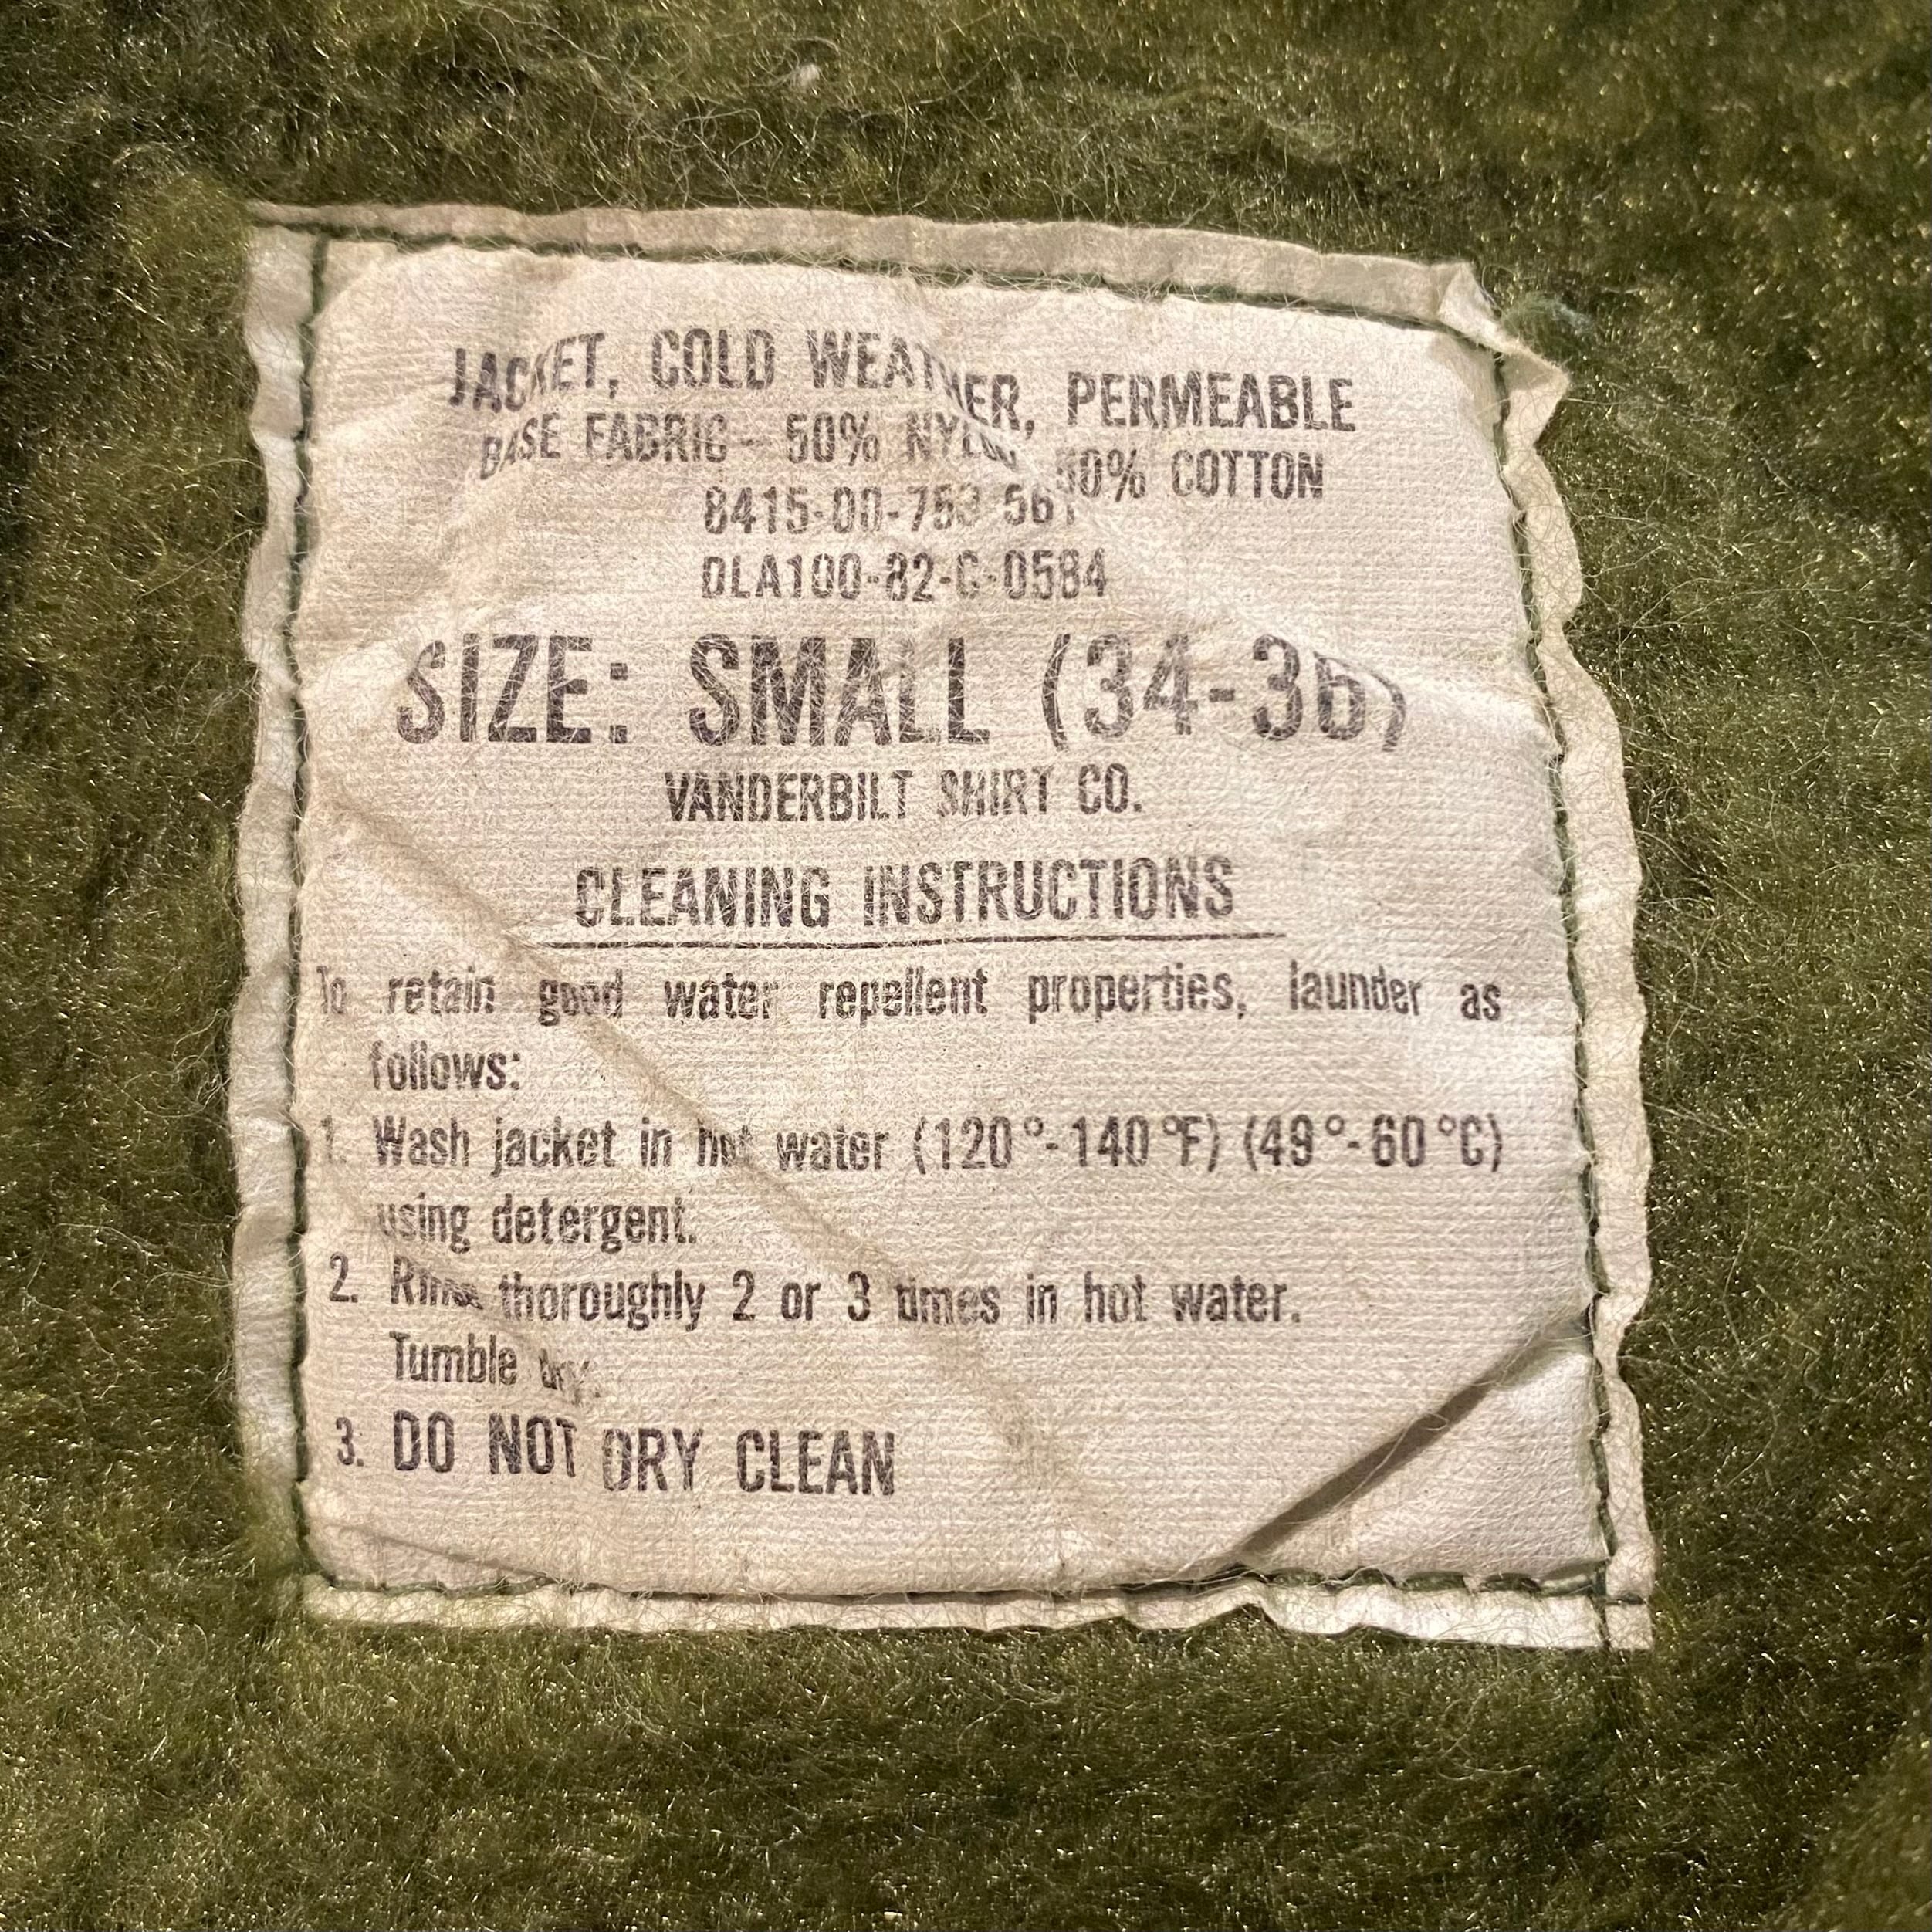 JACKET, COLD WEATHER, PERMEABLE
BASE FABRIC - 50% NYLON 50% COTTON
8415-00-753-561
DLA100-82-C-0584
SIZE: SMALL (34-36)
VANDERBILT SHIRT CO.
CLEANING INSTRUCTIONS
To retain good water repellent properties, launder as
follows:
1. Wash jacket in hot water (120°-140°F) (49°-60°C)
using detergent.
2. Rinse thoroughly 2 or 3 times in hot water.
Tumble dry.
3. DO NOT DRY CLEAN